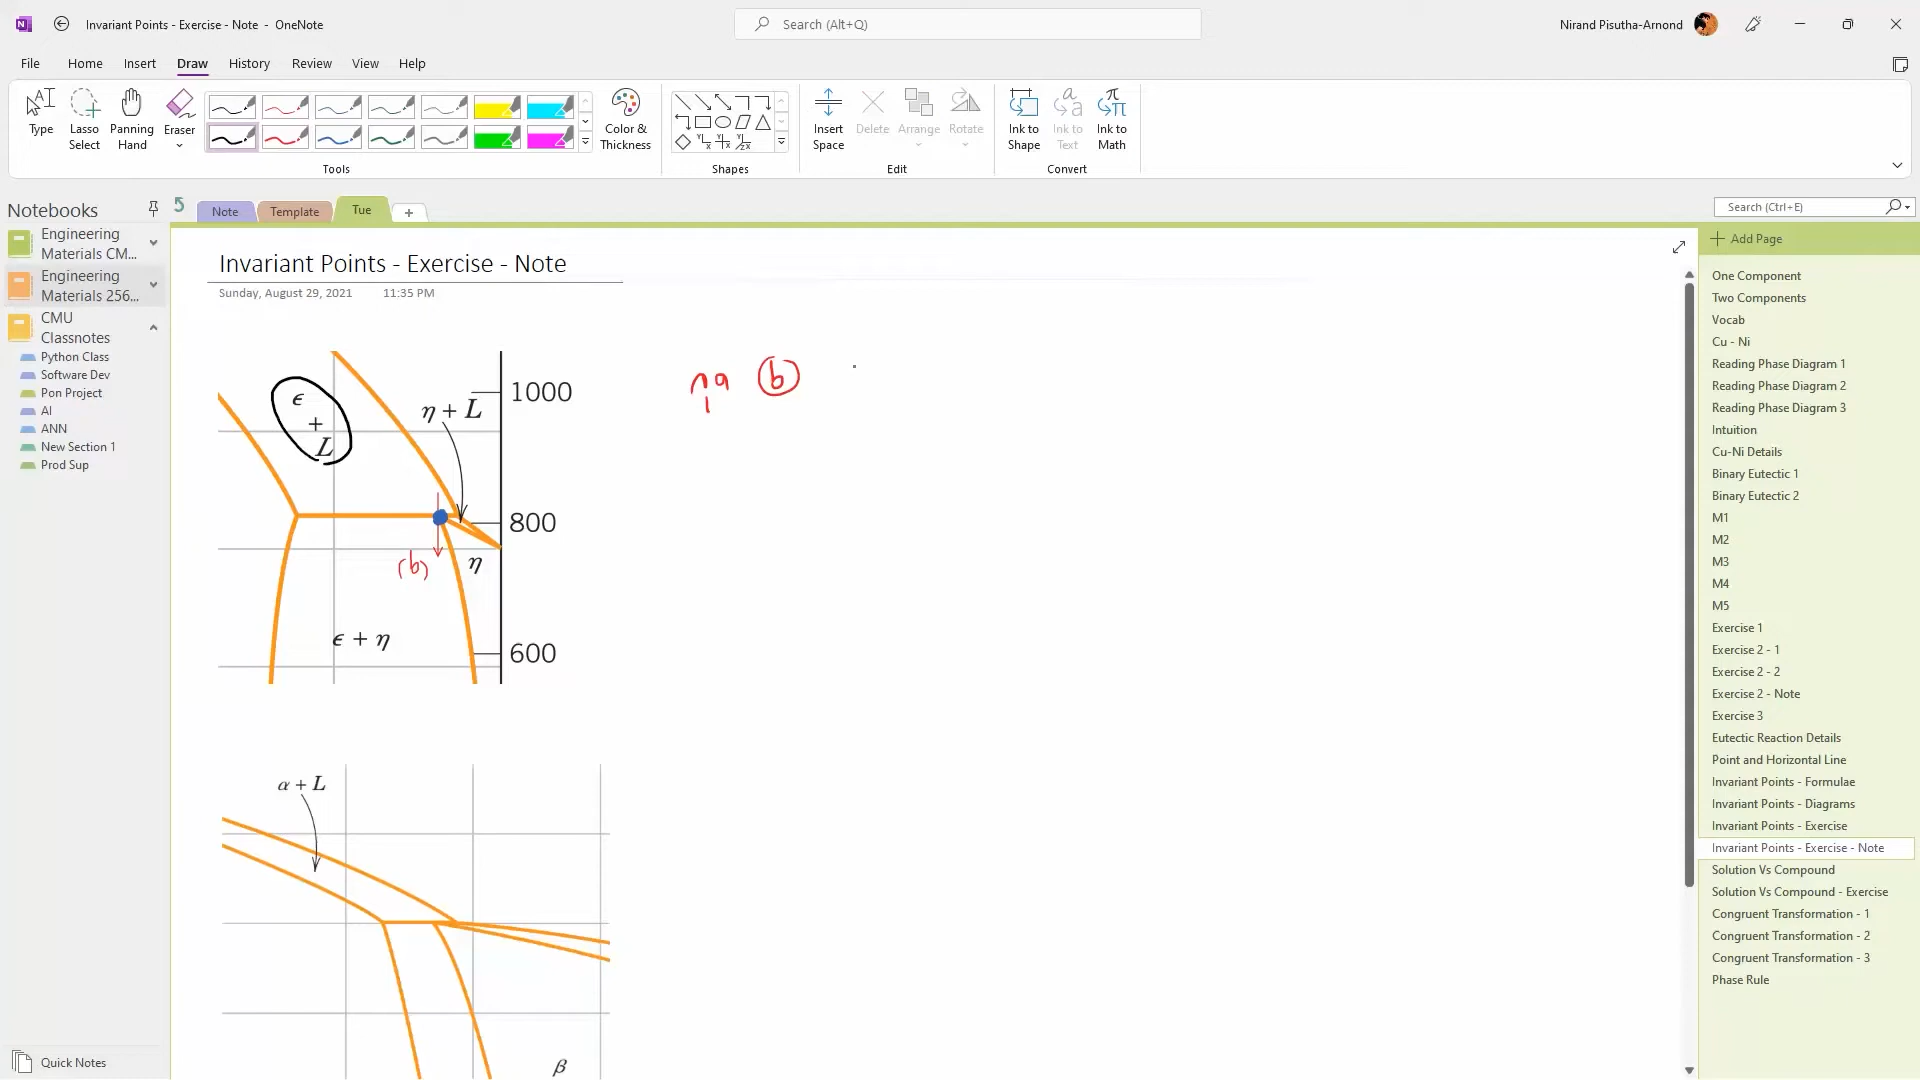 Invariant Points - Exercise - Note - OneNote
Search (Alt+Q)
Nirand Pisutha-Arnond
File Home Insert Draw History Review View Help
Type
Lasso Select
Panning Hand
Eraser
Color & Thickness
Insert Space
Delete
Arrange
Rotate
Ink to Shape
Ink to Text
Ink to Math
Tools
Shapes
Edit
Convert
Notebooks
Note
Template
Tue
Search (Ctrl+E)
Engineering
Materials CM...
Engineering
Materials 256...
CMU
Classnotes
Python Class
Software Dev
Pon Project
AI
ANN
New Section 1
Prod Sup
Quick Notes
Invariant Points - Exercise - Note
Sunday, August 29, 2021 11:35 PM
ϵ
+
L
η + L
1000
800
(b)
η
ϵ + η
600
b
α + L
β
Add Page
One Component
Two Components
Vocab
Cu - Ni
Reading Phase Diagram 1
Reading Phase Diagram 2
Reading Phase Diagram 3
Intuition
Cu-Ni Details
Binary Eutectic 1
Binary Eutectic 2
M1
M2
M3
M4
M5
Exercise 1
Exercise 2 - 1
Exercise 2 - 2
Exercise 2 - Note
Exercise 3
Eutectic Reaction Details
Point and Horizontal Line
Invariant Points - Formulae
Invariant Points - Diagrams
Invariant Points - Exercise
Invariant Points - Exercise - Note
Solution Vs Compound
Solution Vs Compound - Exercise
Congruent Transformation - 1
Congruent Transformation - 2
Congruent Transformation - 3
Phase Rule